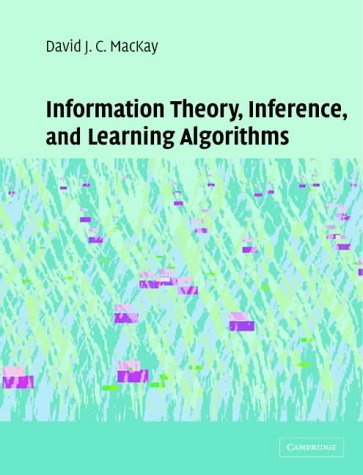 David J. C. MacKay
Information Theory, Inference,
and Learning Algorithms
CAMBRIDGE